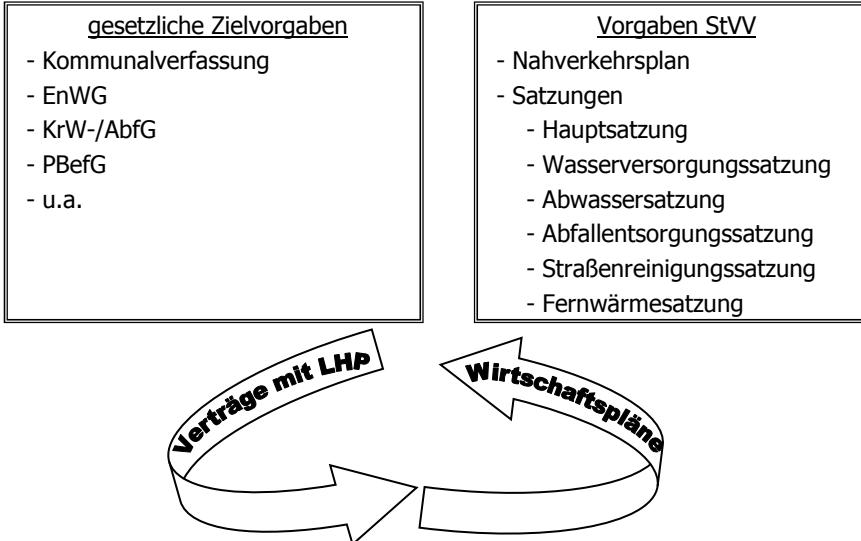 gesetzliche Zielvorgaben
- Kommunalverfassung
- EnWG
- KrW-/AbfG
- PBefG
- u.a.
Vorgaben StVV
- Nahverkehrsplan
- Satzungen
- Hauptsatzung
- Wasserversorgungssatzung
- Abwassersatzung
- Abfallentsorgungssatzung
- Straßenreinigungssatzung
- Fernwärmesatzung
Verträge mit LHP
Wirtschaftspläne